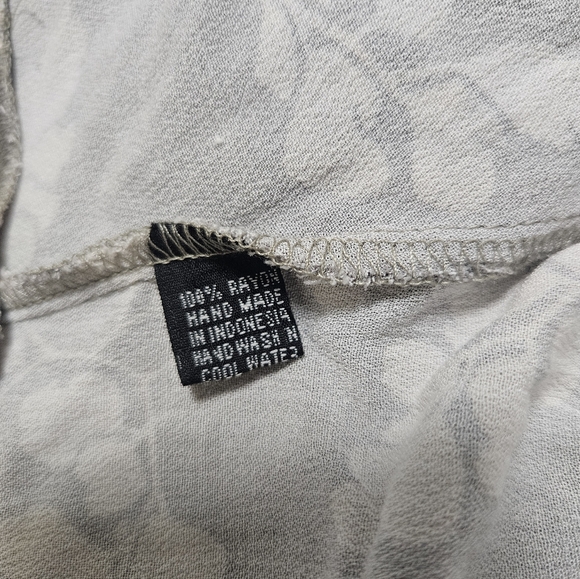 100% RAYON
HAND MADE
IN INDONESIA
HAND WASH N
COOL WATER